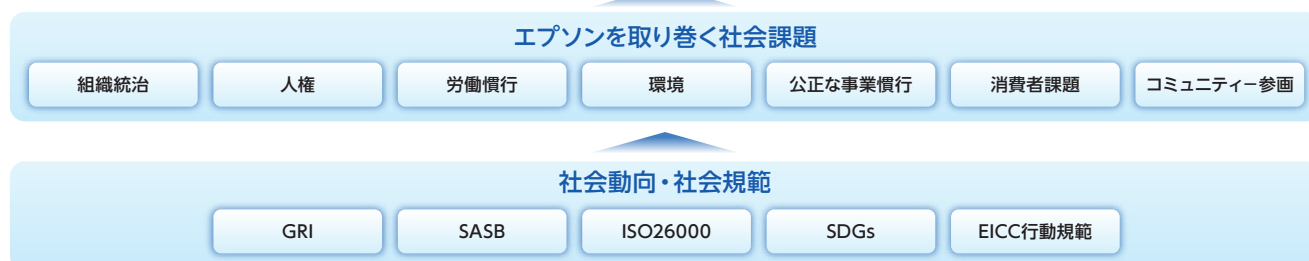 エプソンを取り巻く社会課題
組織統治 人権 労働慣行 環境 公正な事業慣行 消費者課題 コミュニティー参画
社会動向・社会規範
GRI SASB ISO26000 SDGs EICC行動規範